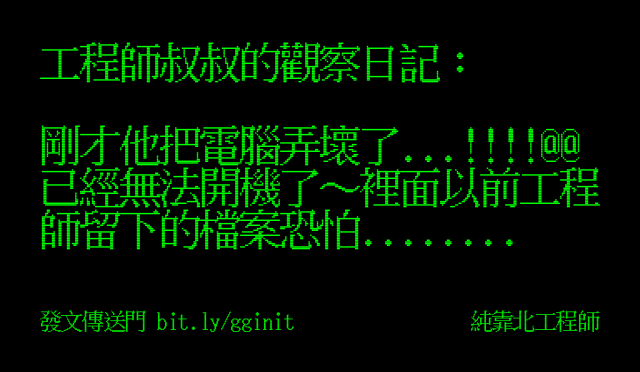 工程師叔叔的觀察日記：
剛才他把電腦弄壞了...!!!!@@
已經無法開機了～裡面以前工程
師留下的檔案恐怕........
發文傳送門 bit.ly/gginit
純靠北工程師